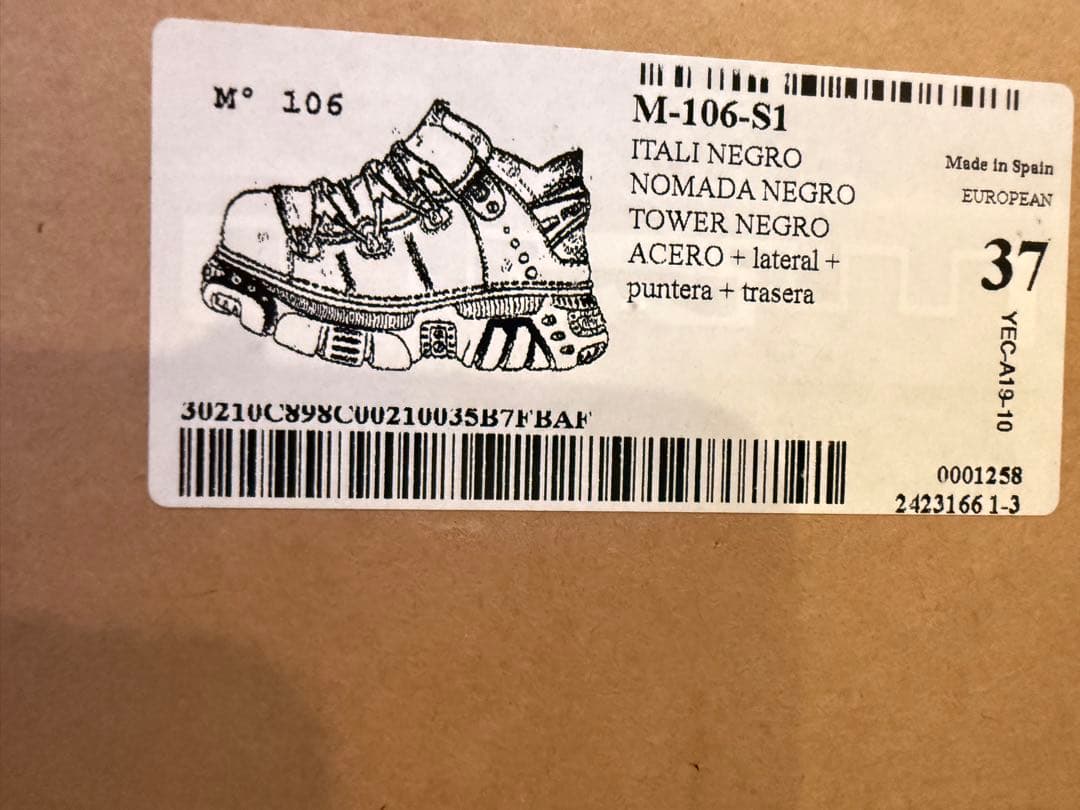 Mº 106
M-106-S1
ITALI NEGRO
NOMADA NEGRO
TOWER NEGRO
ACERO + lateral +
puntera + trasera
Made in Spain
EUROPEAN
37
YEC-A19-10
30210C898C00210035B7FBAF
0001258
2423166 1-3